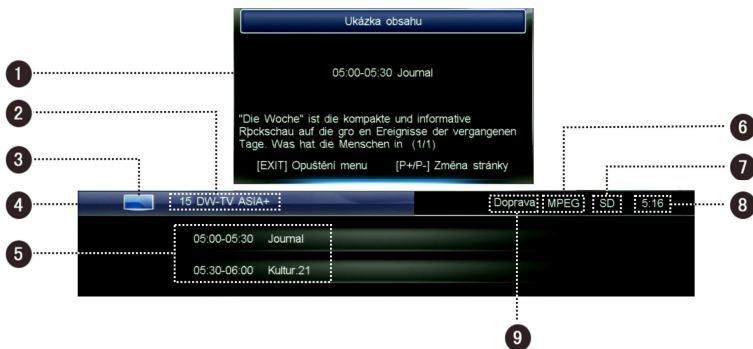 Ukázka obsahu
1
05:00-05:30 Journal
2
6
"Die Woche" ist die kompakte und informative
Rþckschau auf die gro en Ereignisse der vergangenen
Tage. Was hat die Menschen in (1/1)
3
7
[EXIT] Opuštění menu [P+/P-] Změna stránky
4
15 DW-TV ASIA+
Doprava MPEG SD 5:16
8
05:00-05:30 Journal
5
05:30-06:00 Kultur.21
9